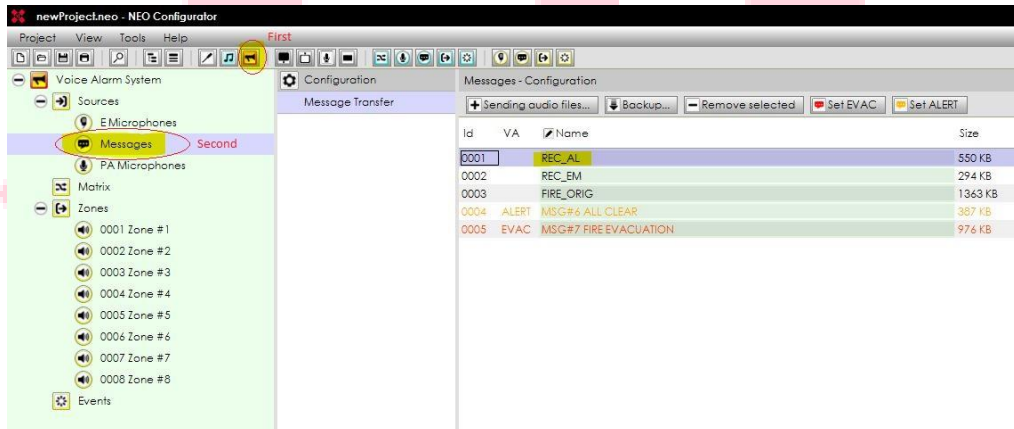 newProject.neo - NEO Configurator
Project View Tools Help
First
Voice Alarm System
Sources
E Microphones
Messages
Second
PA Microphones
Matrix
Zones
0001 Zone #1
0002 Zone #2
0003 Zone #3
0004 Zone #4
0005 Zone #5
0006 Zone #6
0007 Zone #7
0008 Zone #8
Events
Configuration
Message Transfer
Messages - Configuration
Sending audio files... Backup... Remove selected Set EVAC Set ALERT
Id VA Name Size
0001 REC_AL 550 KB
0002 REC_EM 294 KB
0003 FIRE_ORIG 1363 KB
0004 ALERT MSG#6 ALL CLEAR 387 KB
0005 EVAC MSG#7 FIRE EVACUATION 976 KB